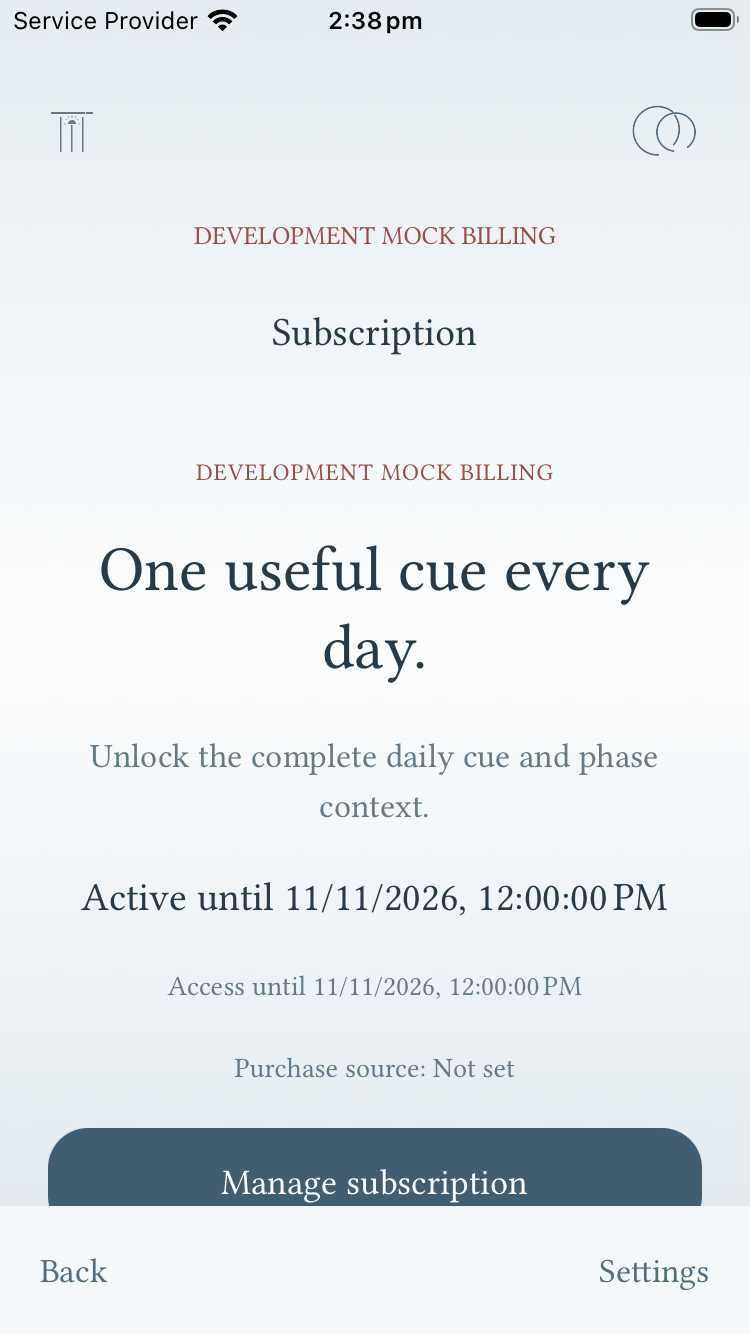 Service Provider 2:38 pm
DEVELOPMENT MOCK BILLING
Subscription
DEVELOPMENT MOCK BILLING
One useful cue every
day.
Unlock the complete daily cue and phase
context.
Active until 11/11/2026, 12:00:00 PM
Access until 11/11/2026, 12:00:00 PM
Purchase source: Not set
Manage subscription
Back Settings